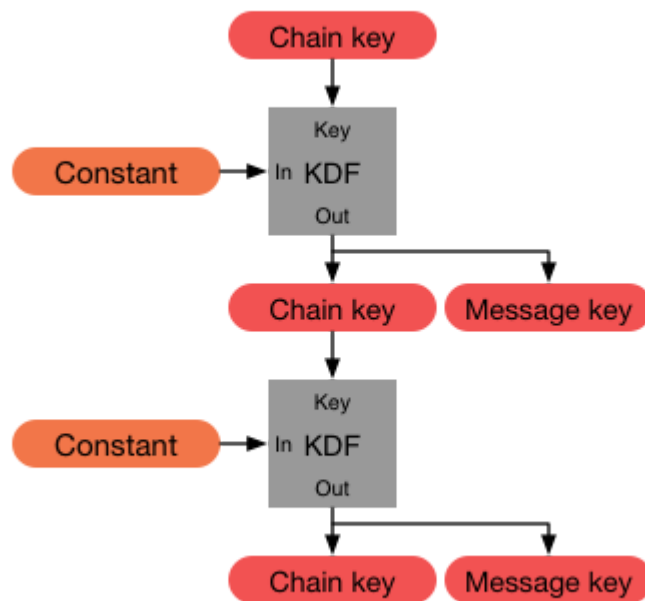 Chain key
Key
Constant
In KDF
Out
Chain key
Message key
Key
Constant
In KDF
Out
Chain key
Message key